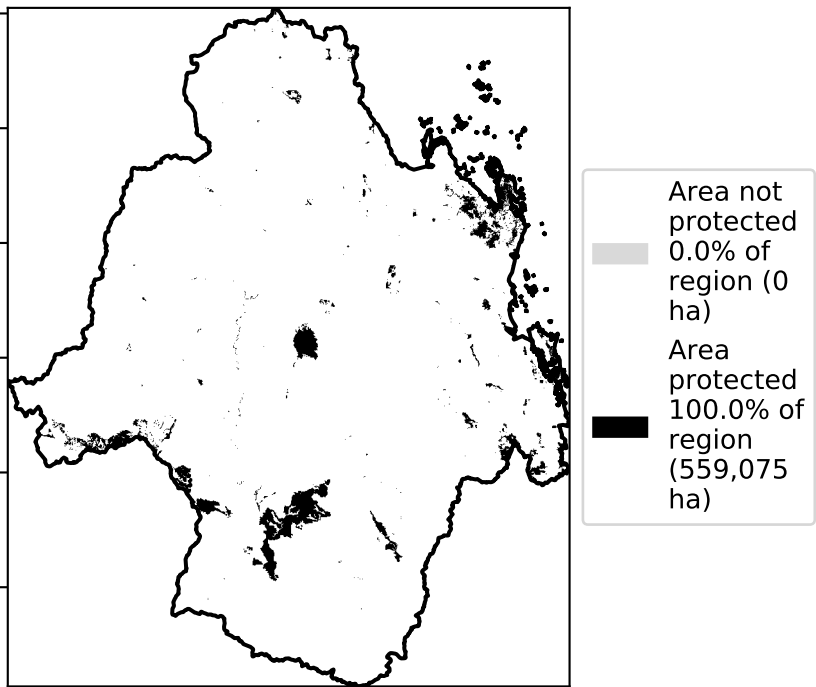 Area not
protected
0.0% of
region (0
ha)
Area
protected
100.0% of
region
(559,075
ha)